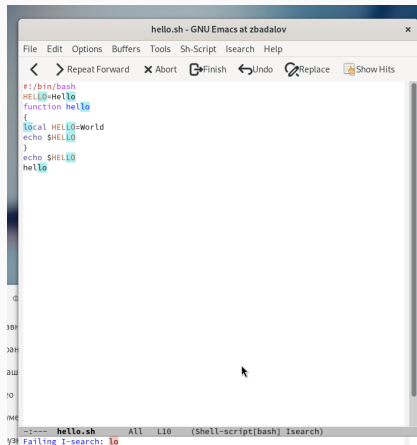 hello.sh - GNU Emacs at zbadalov
File Edit Options Buffers Tools Sh-Script Isearch Help
Repeat Forward Abort Finish Undo Replace Show Hits
#!/bin/bash
HELLO=Hello
function hello
{
local HELLO=World
echo $HELLO
}
echo $HELLO
hello
-:--- hello.sh All L10 (Shell-script[bash] Isearch)
Failing I-search: lo